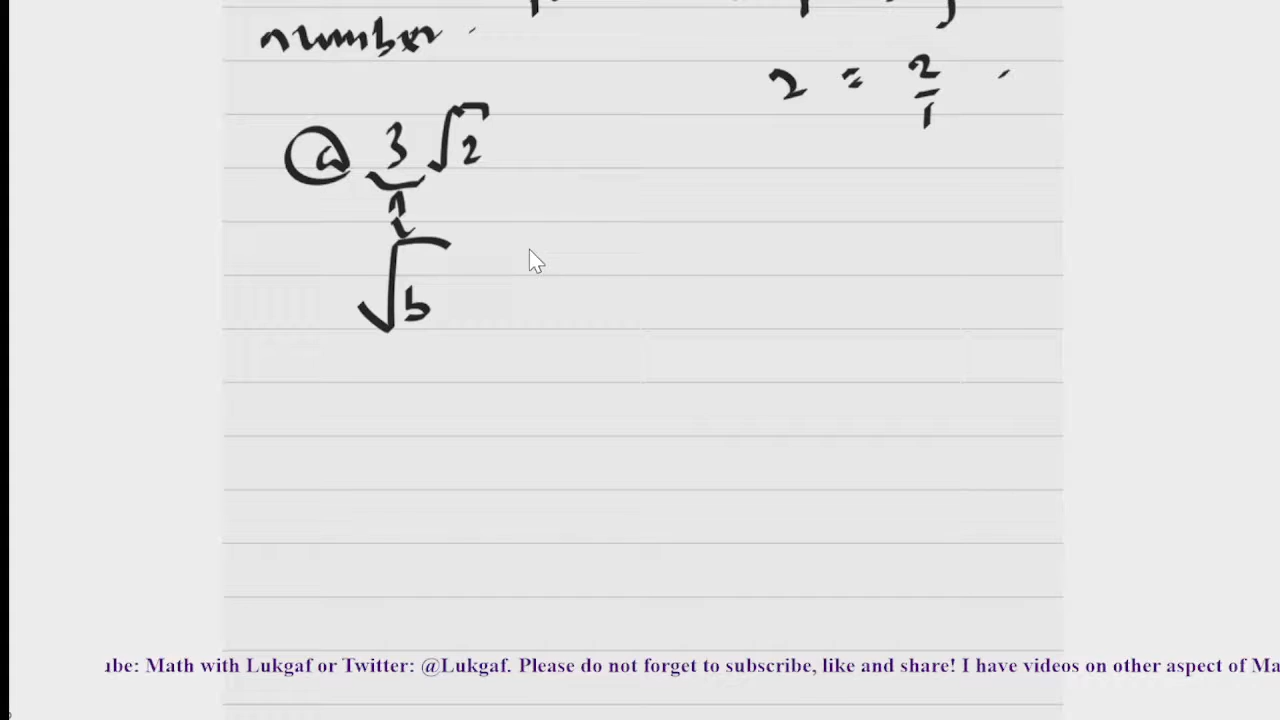 number.
2 = 2/1
ⓐ 3 √2
√b
ube: Math with Lukgaf or Twitter: @Lukgaf. Please do not forget to subscribe, like and share! I have videos on other aspect of Ma